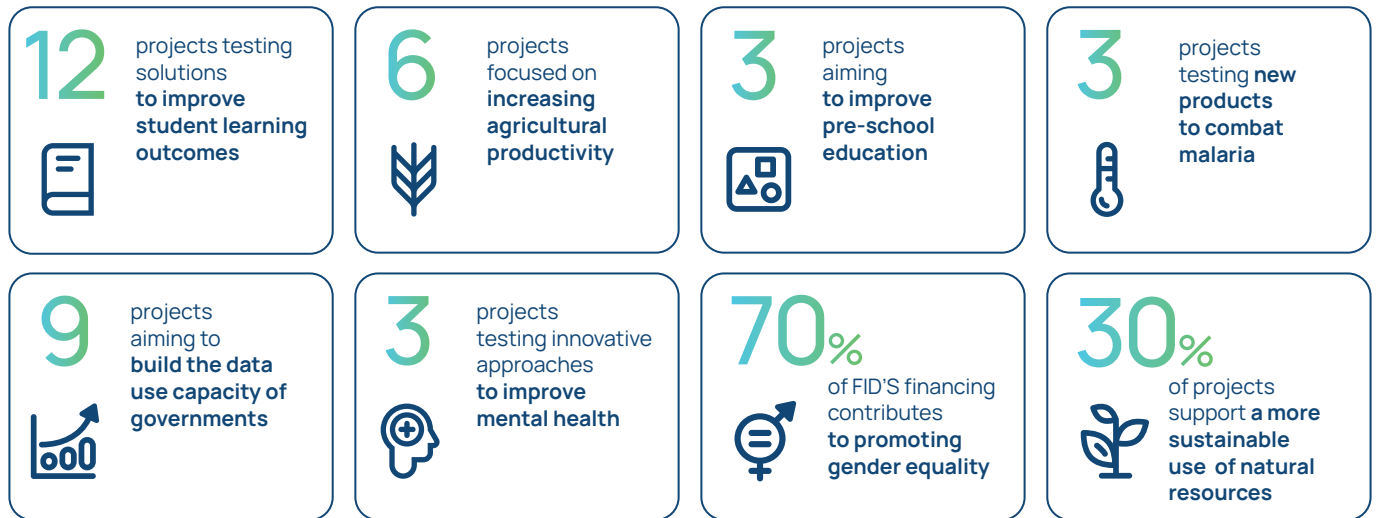 12
projects testing
solutions
to improve
student learning
outcomes
6
projects
focused on
increasing
agricultural
productivity
3
projects
aiming
to improve
pre-school
education
3
projects
testing new
products
to combat
malaria
9
projects
aiming to
build the data
use capacity of
governments
3
projects
testing innovative
approaches
to improve
mental health
70%
of FID'S financing
contributes
to promoting
gender equality
30%
of projects
support a more
sustainable
use of natural
resources